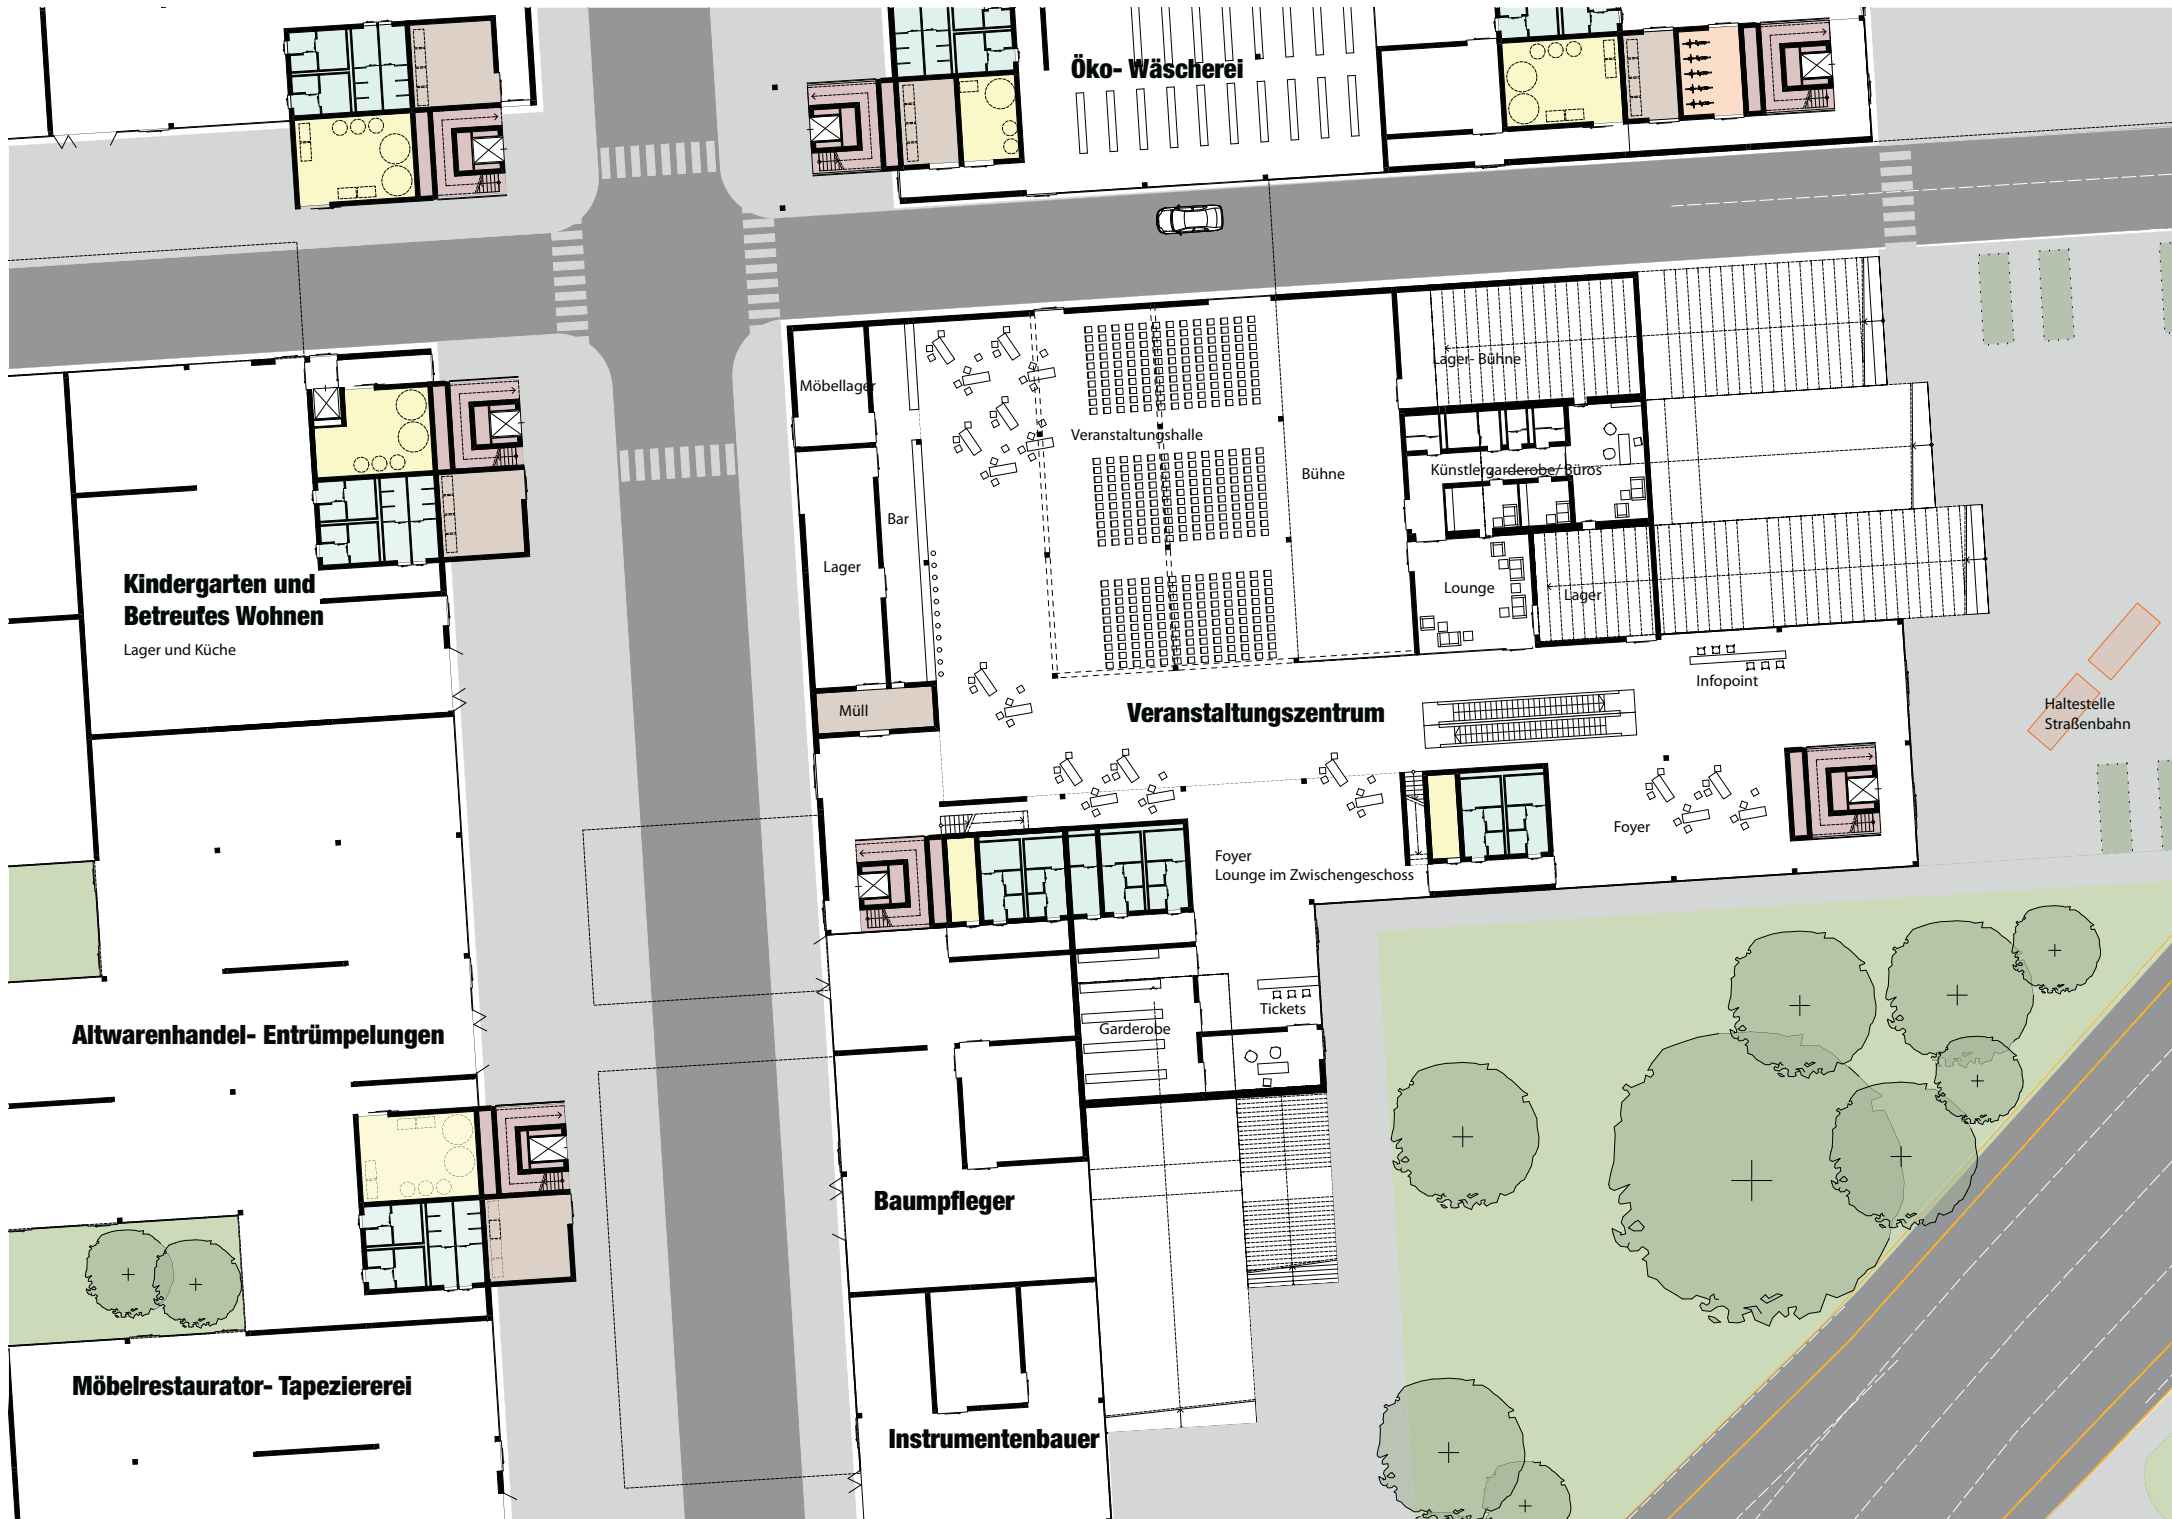 Öko- Wäscherei
Möbellager
Lager- Bühne
Veranstaltungshalle
Bühne
Künstlergarderobe/ Büros
Bar
Lager
Lounge
Lager
Kindergarten und
Betreutes Wohnen
Lager und Küche
Infopoint
Müll
Veranstaltungszentrum
Haltestelle
Straßenbahn
Foyer
Foyer
Lounge im Zwischengeschoss
Tickets
Garderobe
Altwarenhandel- Entrümpelungen
Baumpfleger
Möbelrestaurator- Tapeziererei
Instrumentenbauer